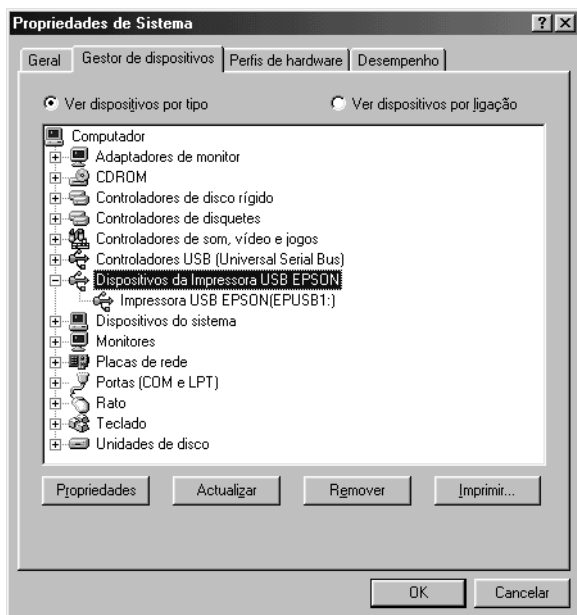 Propriedades de Sistema
Geral Gestor de dispositivos Perfis de hardware Desempenho
Ver dispositivos por tipo Ver dispositivos por ligação
Computador
Adaptadores de monitor
CDROM
Controladores de disco rígido
Controladores de disquetes
Controladores de som, vídeo e jogos
Controladores USB (Universal Serial Bus)
Dispositivos da Impressora USB EPSON
Impressora USB EPSON(EPUSB1:)
Dispositivos do sistema
Monitores
Placas de rede
Portas (COM e LPT)
Rato
Teclado
Unidades de disco
Propriedades Actualizar Remover Imprimir...
OK Cancelar